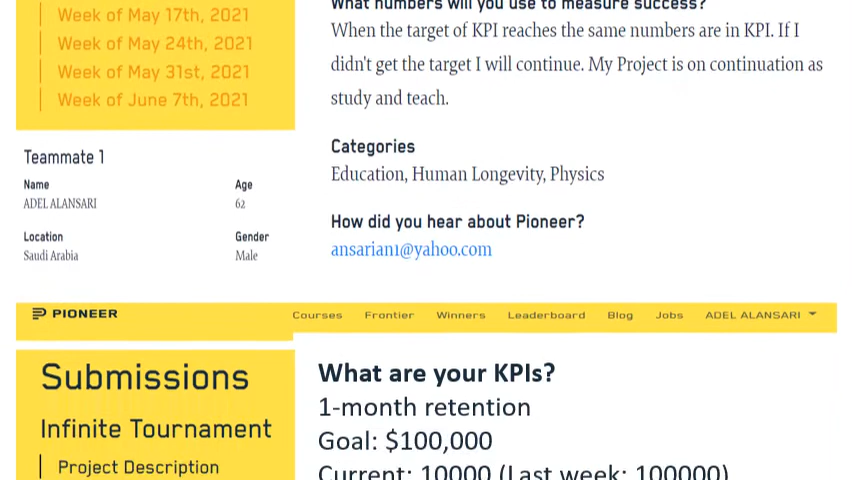 What numbers will you use to measure success?
Week of May 17th, 2021
When the target of KPI reaches the same numbers are in KPI. If I
Week of May 24th, 2021
didn't get the target I will continue. My Project is on continuation as
Week of May 31st, 2021
study and teach.
Week of June 7th, 2021
Teammate 1
Name
Age
ADEL ALANSARI
62
Location
Gender
Saudi Arabia
Male
Categories
Education, Human Longevity, Physics
How did you hear about Pioneer?
ansarian1@yahoo.com
PIONEER
Courses Frontier Winners Leaderboard Blog Jobs ADEL ALANSARI
Submissions
Infinite Tournament
Project Description
What are your KPIs?
1-month retention
Goal: $100,000
Current: 10000 (Last week: 100000)